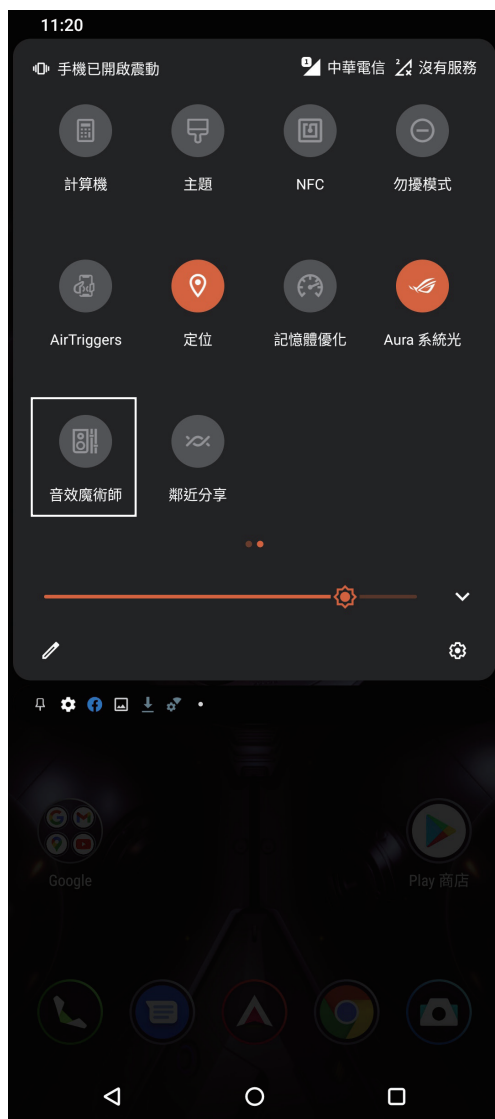 11:20
手機已開啟震動 1 中華電信 2 沒有服務
計算機 主題 NFC 勿擾模式
AirTriggers 定位 記憶體優化 Aura 系統光
音效魔術師 鄰近分享
Google Play 商店